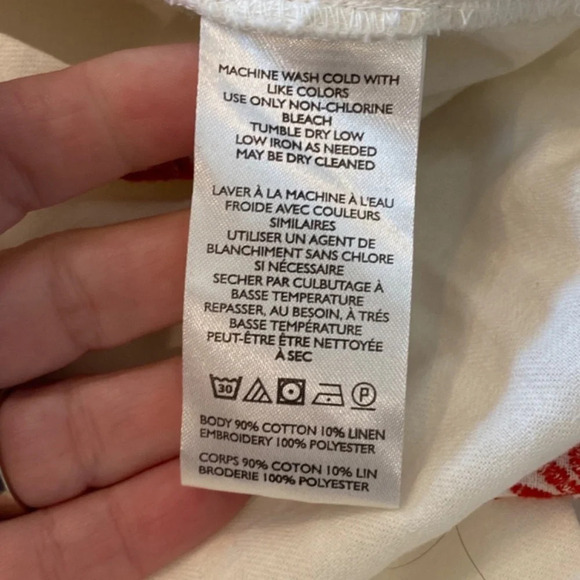 MACHINE WASH COLD WITH
LIKE COLORS
USE ONLY NON-CHLORINE
BLEACH
TUMBLE DRY LOW
LOW IRON AS NEEDED
MAY BE DRY CLEANED
LAVER À LA MACHINE À L'EAU
FROIDE AVEC COULEURS
SIMILAIRES
UTILISER UN AGENT DE
BLANCHIMENT SANS CHLORE
SI NÉCESSAIRE
SECHER PAR CULBUTAGE À
BASSE TEMPERATURE
REPASSER, AU BESOIN, À TRÉS
BASSE TEMPÉRATURE
PEUT-ÊTRE ÊTRE NETTOYÉE
À SEC
30 P
BODY 90% COTTON 10% LINEN
EMBROIDERY 100% POLYESTER
CORPS 90% COTON 10% LIN
BRODERIE 100% POLYESTER